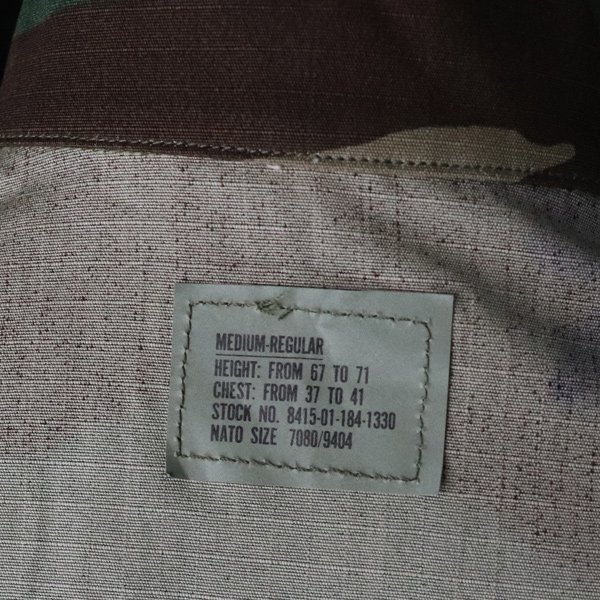 MEDIUM-REGULAR
HEIGHT: FROM 67 TO 71
CHEST: FROM 37 TO 41
STOCK NO. 8415-01-184-1330
NATO SIZE 7080/9404